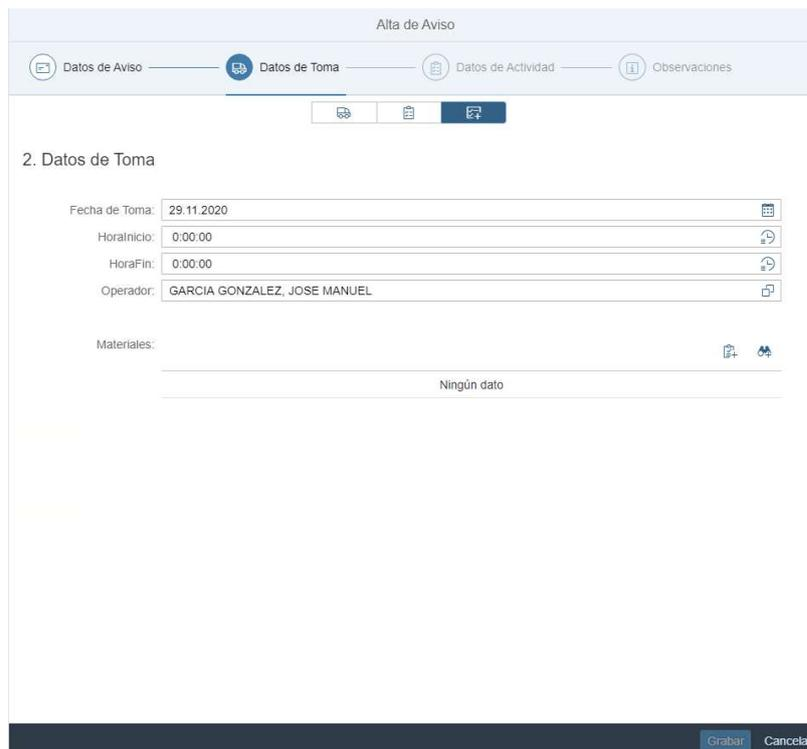 Alta de Aviso
Datos de Aviso Datos de Toma Datos de Actividad Observaciones
2. Datos de Toma
Fecha de Toma: 29.11.2020
HoraInicio: 0:00:00
HoraFin: 0:00:00
Operador: GARCIA GONZALEZ, JOSE MANUEL
Materiales:
Ningún dato
Grabar Cancela